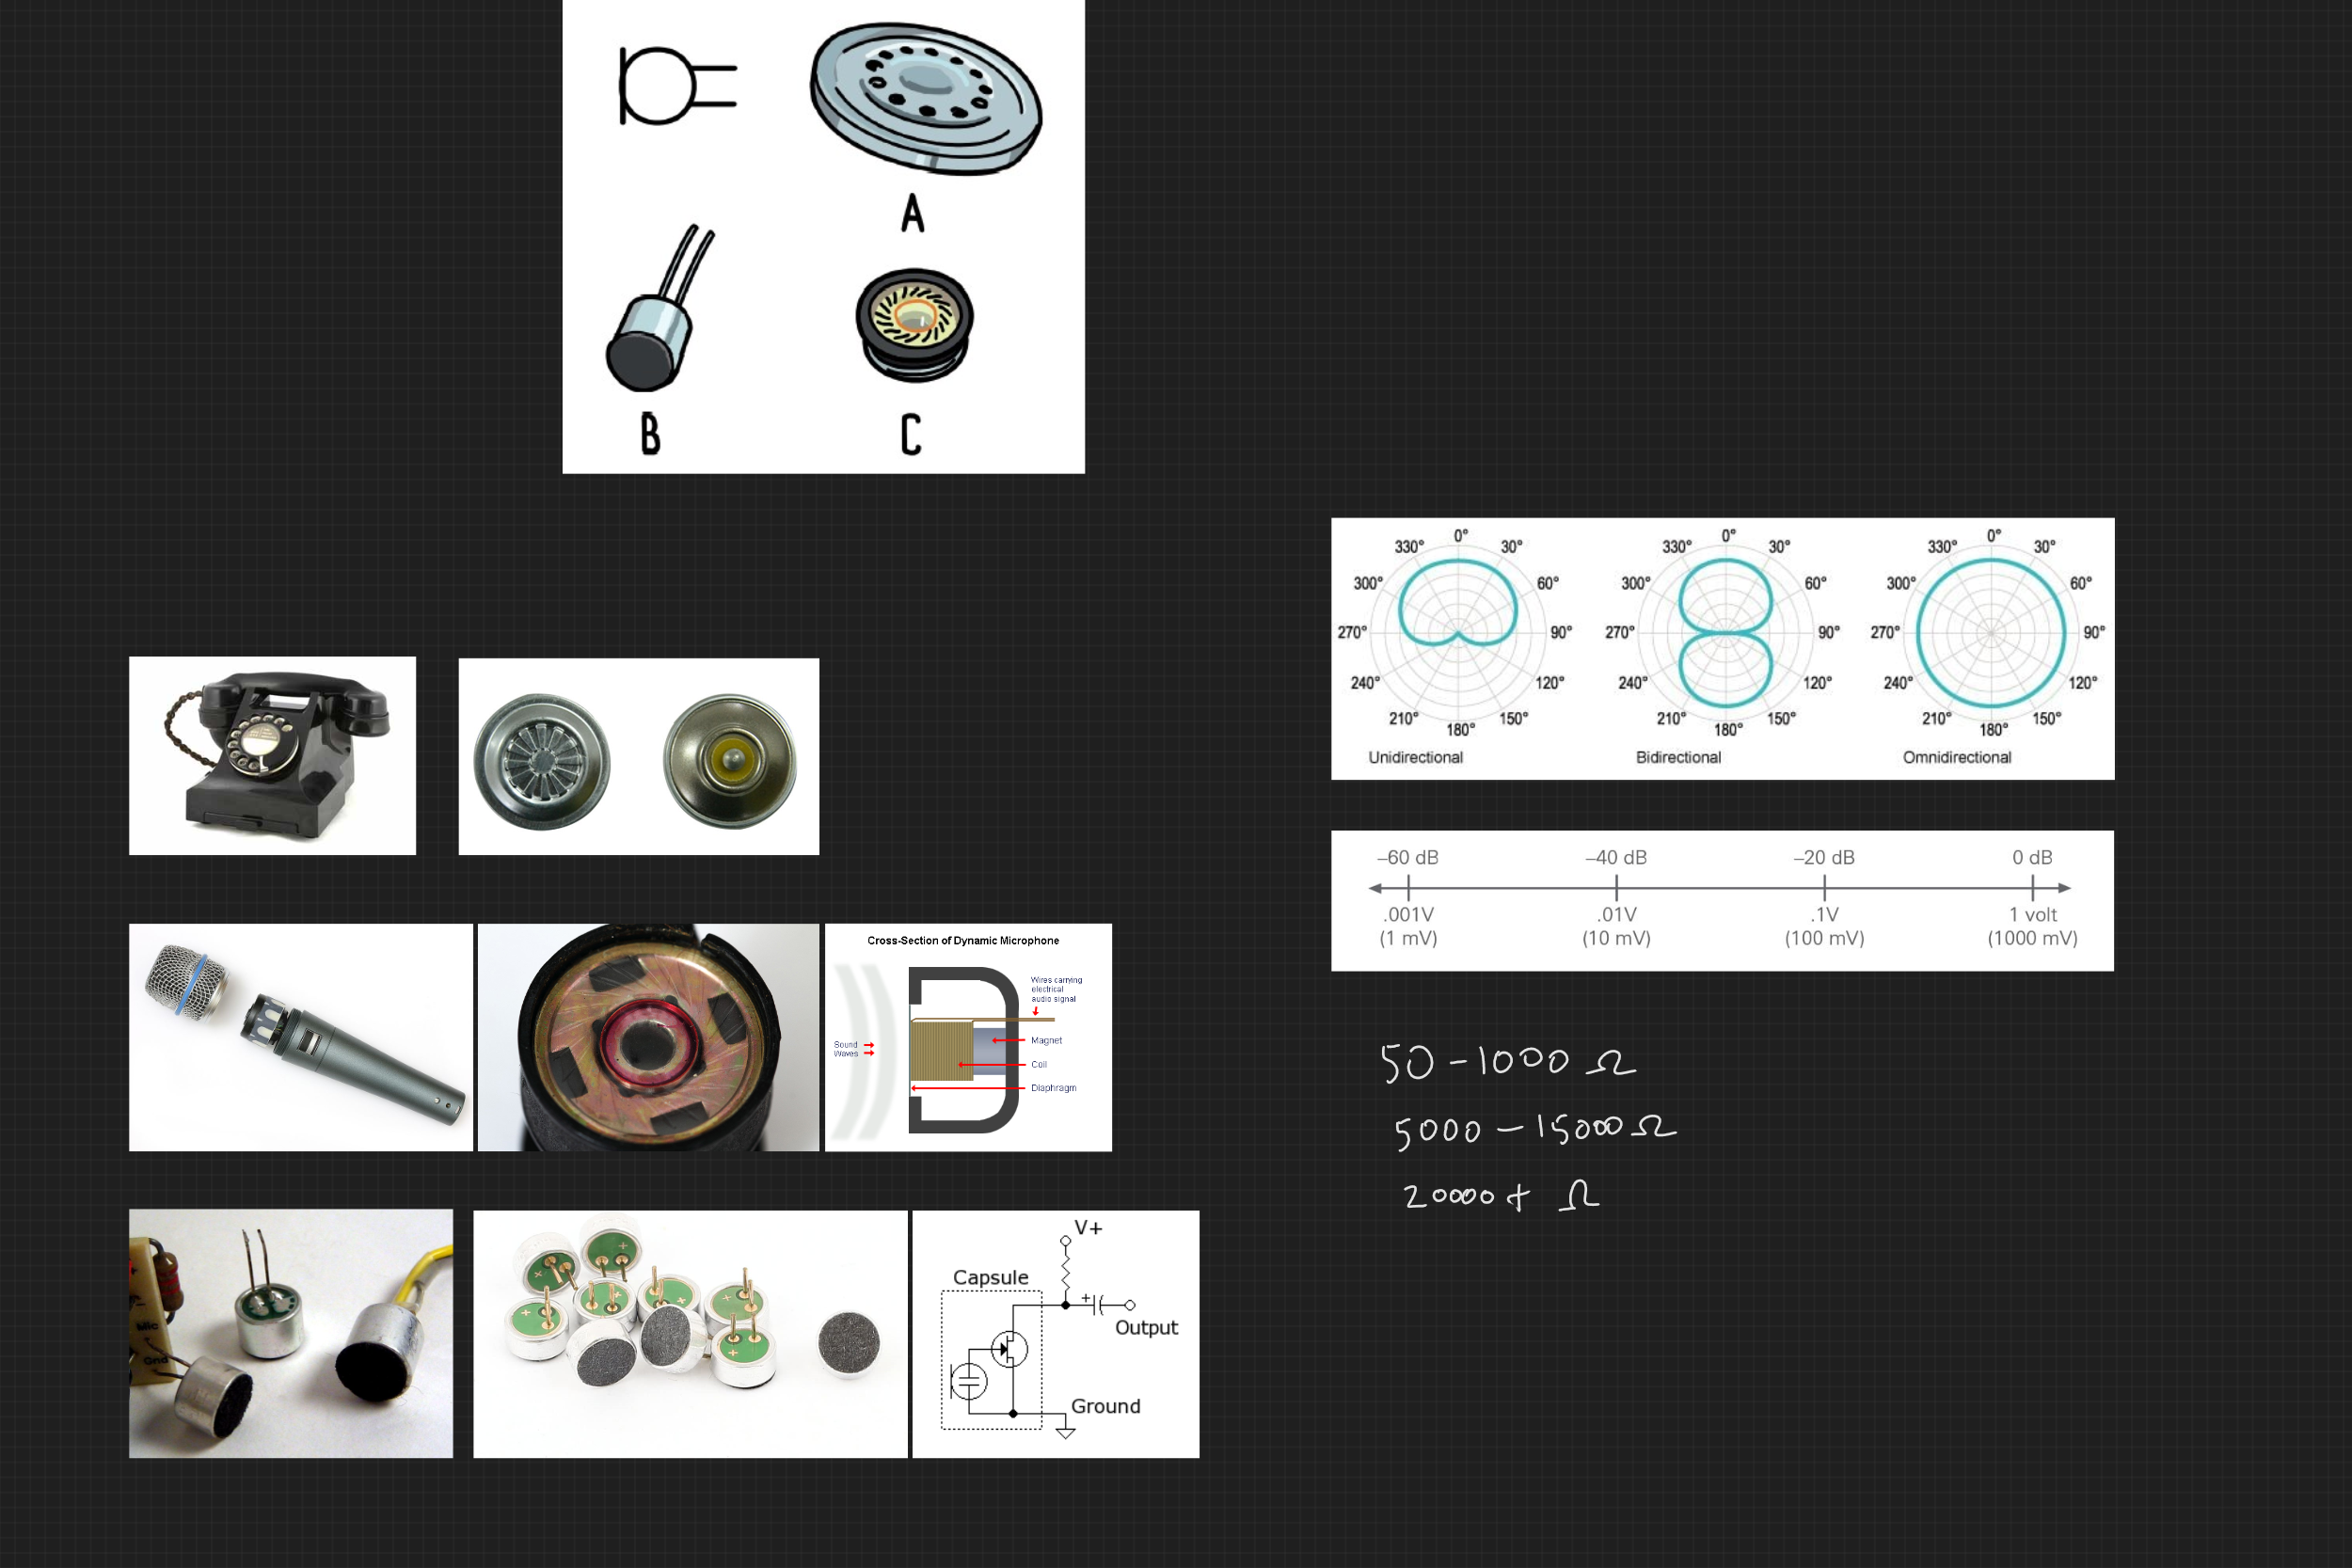 A
B
C
330° 0° 30°
300° 60°
270° 90°
240° 120°
210° 180° 150°
Unidirectional
330° 0° 30°
300° 60°
270° 90°
240° 120°
210° 180° 150°
Bidirectional
330° 0° 30°
300° 60°
270° 90°
240° 120°
210° 180° 150°
Omnidirectional
–60 dB –40 dB –20 dB 0 dB
.001V .01V .1V 1 volt
(1 mV) (10 mV) (100 mV) (1000 mV)
Cross-Section of Dynamic Microphone
Wires carrying
electrical
audio signal
Sound
Waves
Magnet
Coil
Diaphragm
50 - 1000 Ω
5000 - 15000 Ω
20000+ Ω
Mic
Gnd
V+
Capsule
+
Output
Ground